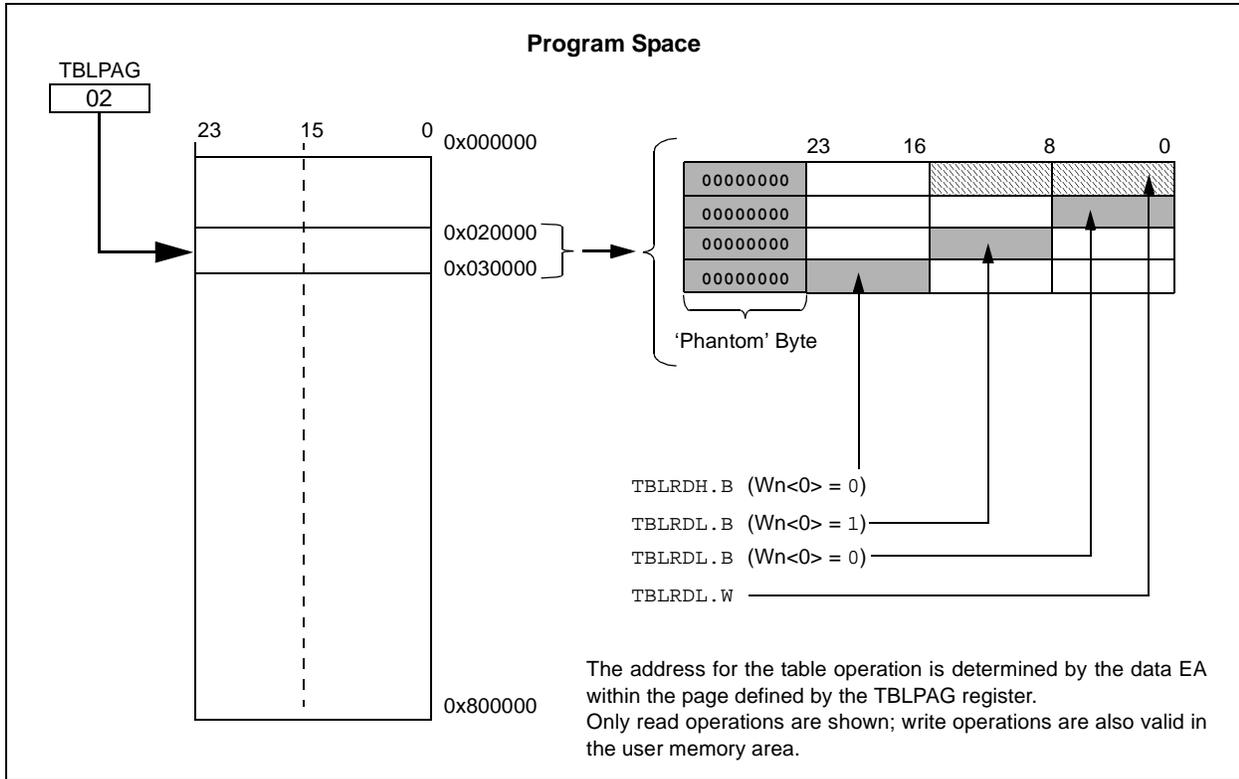 Program Space
TBLPAG
02
23 15 0
0x000000
0x020000
0x030000
0x800000
23 16 8 0
00000000
00000000
00000000
00000000
‘Phantom’ Byte
TBLRDH.B (Wn<0> = 0)
TBLRDL.B (Wn<0> = 1)
TBLRDL.B (Wn<0> = 0)
TBLRDL.W
The address for the table operation is determined by the data EA
within the page defined by the TBLPAG register.
Only read operations are shown; write operations are also valid in
the user memory area.